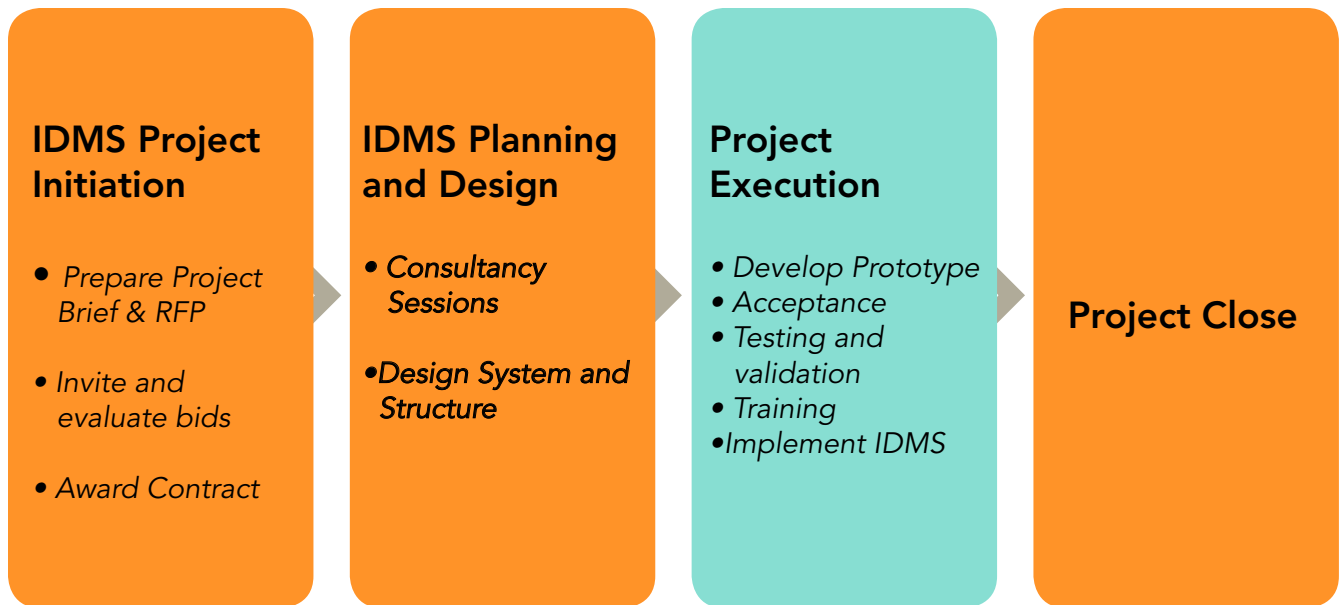 IDMS Project
Initiation
• Prepare Project
Brief & RFP
• Invite and
evaluate bids
• Award Contract
IDMS Planning
and Design
• Consultancy
Sessions
•Design System and
Structure
Project
Execution
• Develop Prototype
• Acceptance
• Testing and
validation
• Training
•Implement IDMS
Project Close